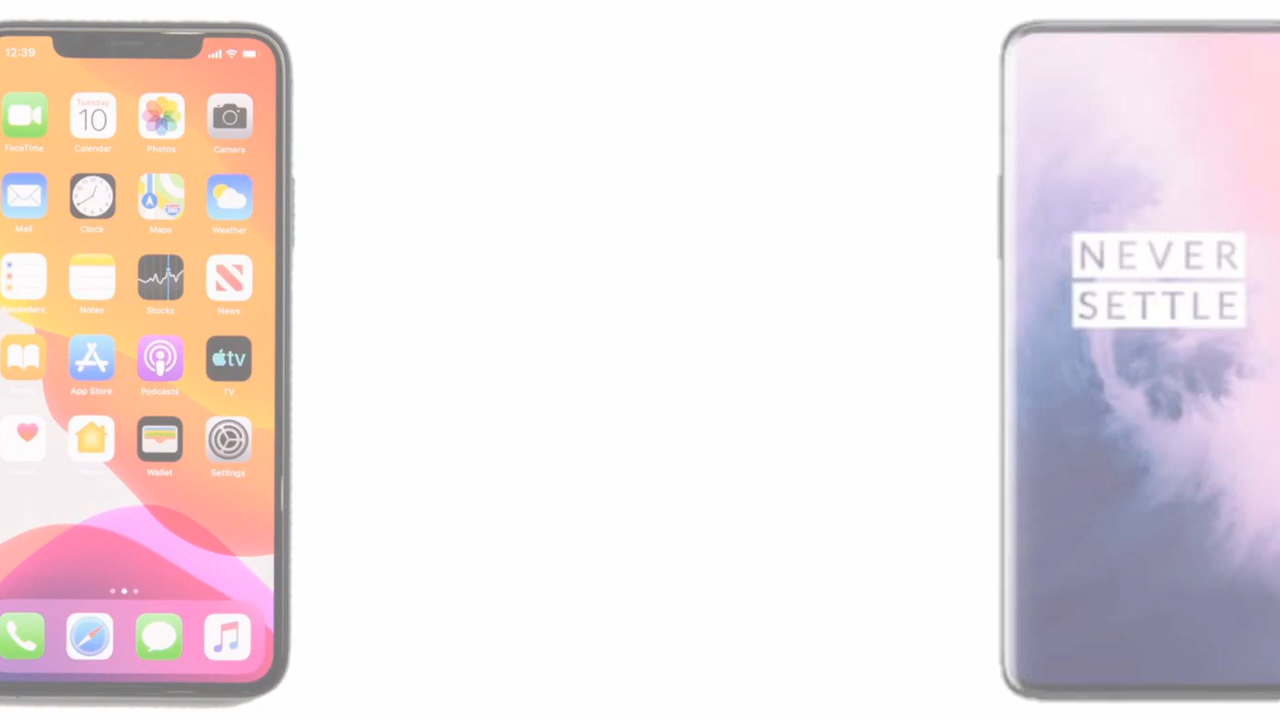 12:39
Tuesday
10
FaceTime
Calendar
Photos
Camera
Mail
Clock
Maps
Weather
Reminders
Notes
Stocks
News
App Store
Podcasts
tv
TV
Wallet
Settings
NEVER
SETTLE